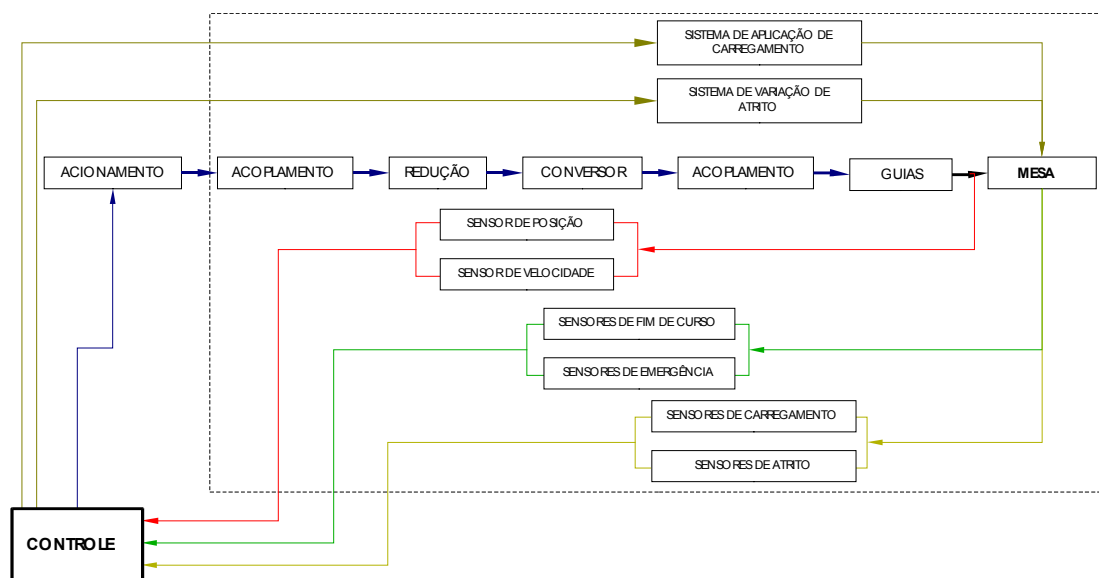 SISTEMA DE APLICAÇÃO DE
CARREGAMENTO
SISTEMA DE VARIAÇÃO DE
ATRITO
ACIONAMENTO
ACOPLAMENTO
REDUÇÃO
CONVERSOR
ACOPLAMENTO
GUIAS
MESA
SENSOR DE POSIÇÃO
SENSOR DE VELOCIDADE
SENSORES DE FIM DE CURSO
SENSORES DE EMERGÊNCIA
SENSORES DE CARREGAMENTO
SENSORES DE ATRITO
CONTROLE